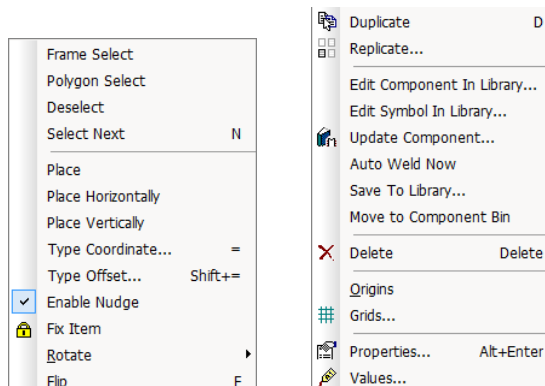 Frame Select
Polygon Select
Deselect
Select Next N
Place
Place Horizontally
Place Vertically
Type Coordinate... =
Type Offset... Shift+=
Enable Nudge
Fix Item
Rotate
Flip F
Duplicate D
Replicate...
Edit Component In Library...
Edit Symbol In Library...
Update Component...
Auto Weld Now
Save To Library...
Move to Component Bin
Delete Delete
Origins
Grids...
Properties... Alt+Enter
Values...